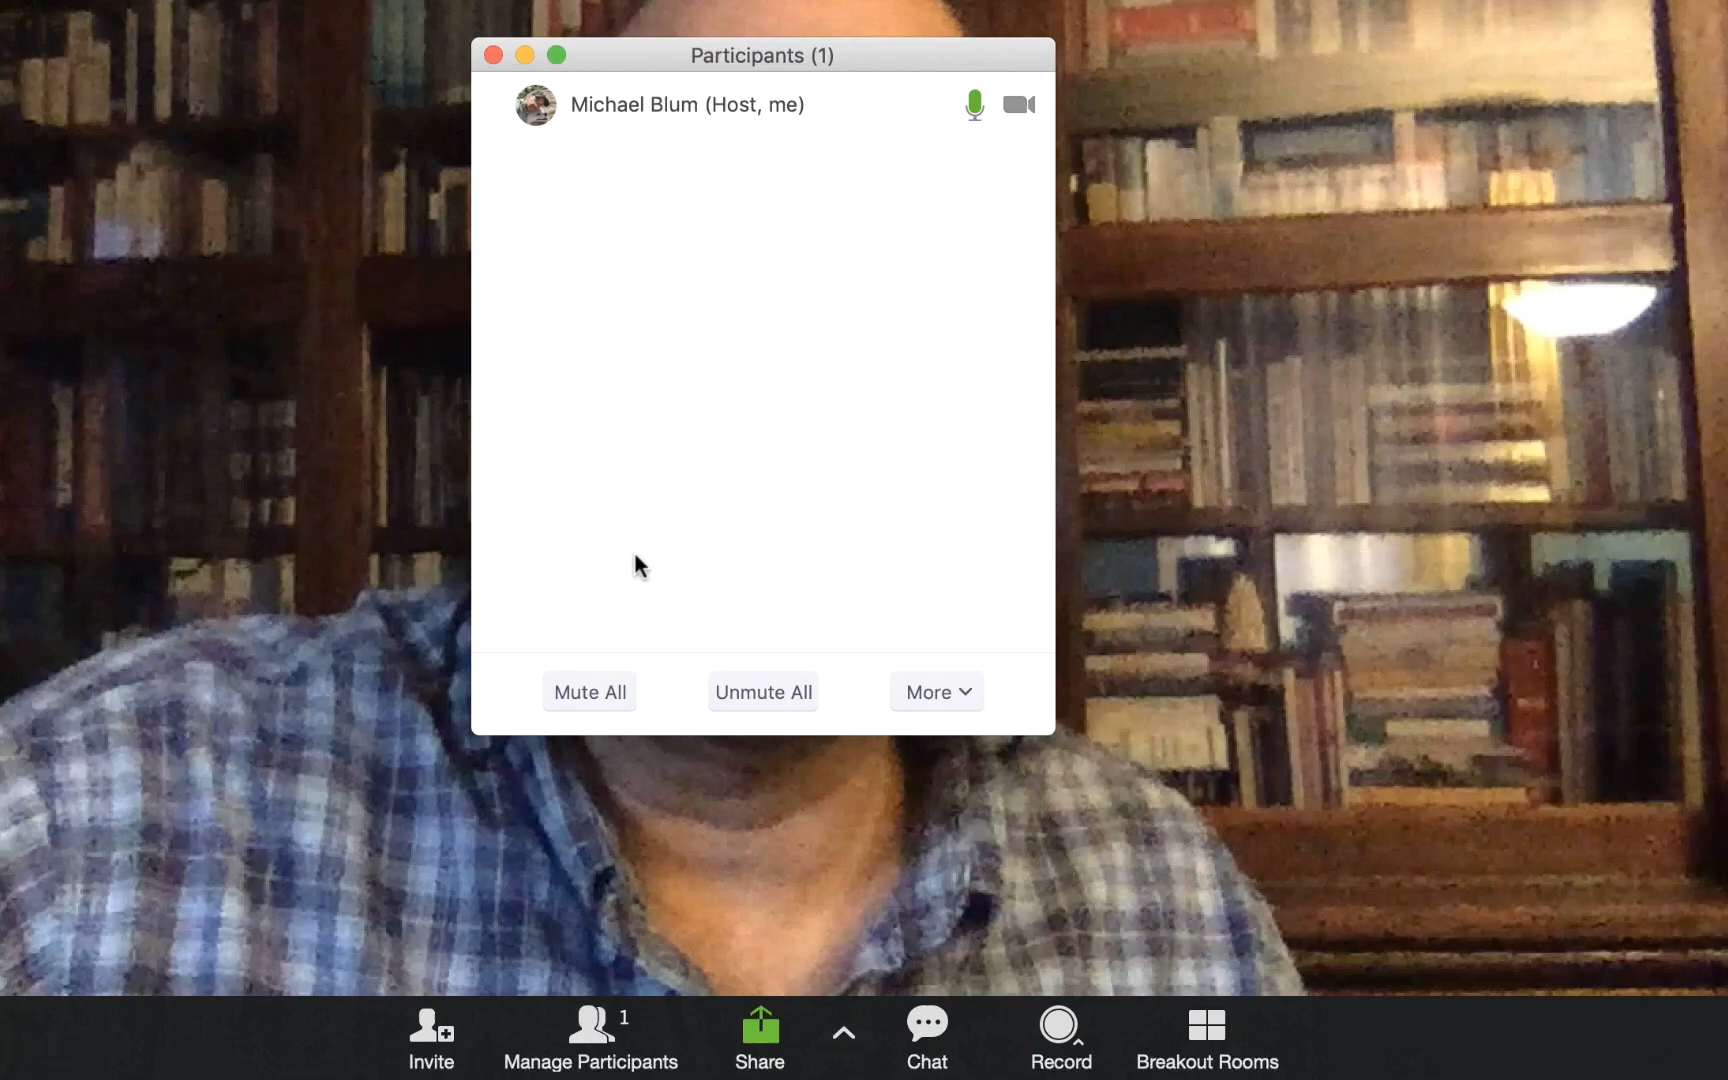 Participants (1)
Michael Blum (Host, me)
Mute All
Unmute All
More
Invite
Manage Participants
1
Share
Chat
Record
Breakout Rooms